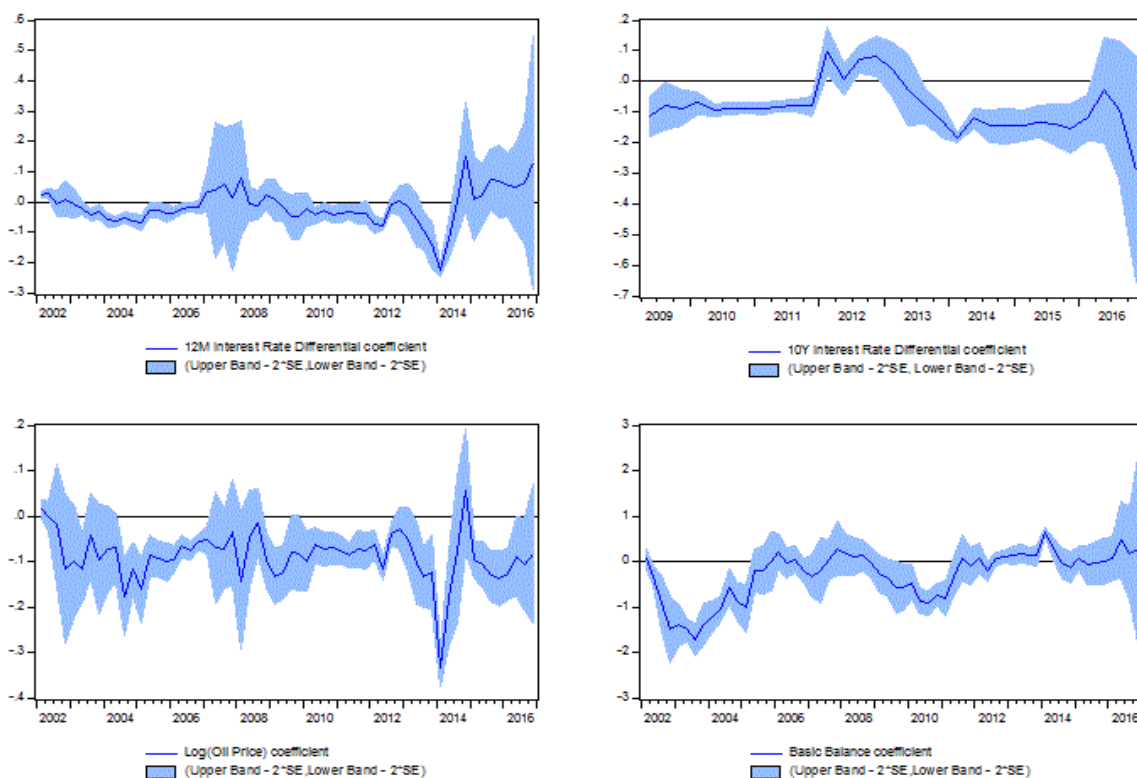 .6
.5
.4
.3
.2
.1
.0
-.1
-.2
-.3
2002 2004 2006 2008 2010 2012 2014 2016
12M Interest Rate Differential coefficient
(Upper Band - 2*SE,Lower Band - 2*SE)
.2
.1
.0
-.1
-.2
-.3
-.4
-.5
-.6
-.7
2009 2010 2011 2012 2013 2014 2015 2016
10Y Interest Rate Differential coefficient
(Upper Band - 2*SE, Lower Band - 2*SE)
.2
.1
.0
-.1
-.2
-.3
-.4
2002 2004 2006 2008 2010 2012 2014 2016
Log(Oil Price) coefficient
(Upper Band - 2*SE,Lower Band - 2*SE)
3
2
1
0
-1
-2
-3
2002 2004 2006 2008 2010 2012 2014 2016
Basic Balance coefficient
(Upper Band - 2*SE,Lower Band - 2*SE)